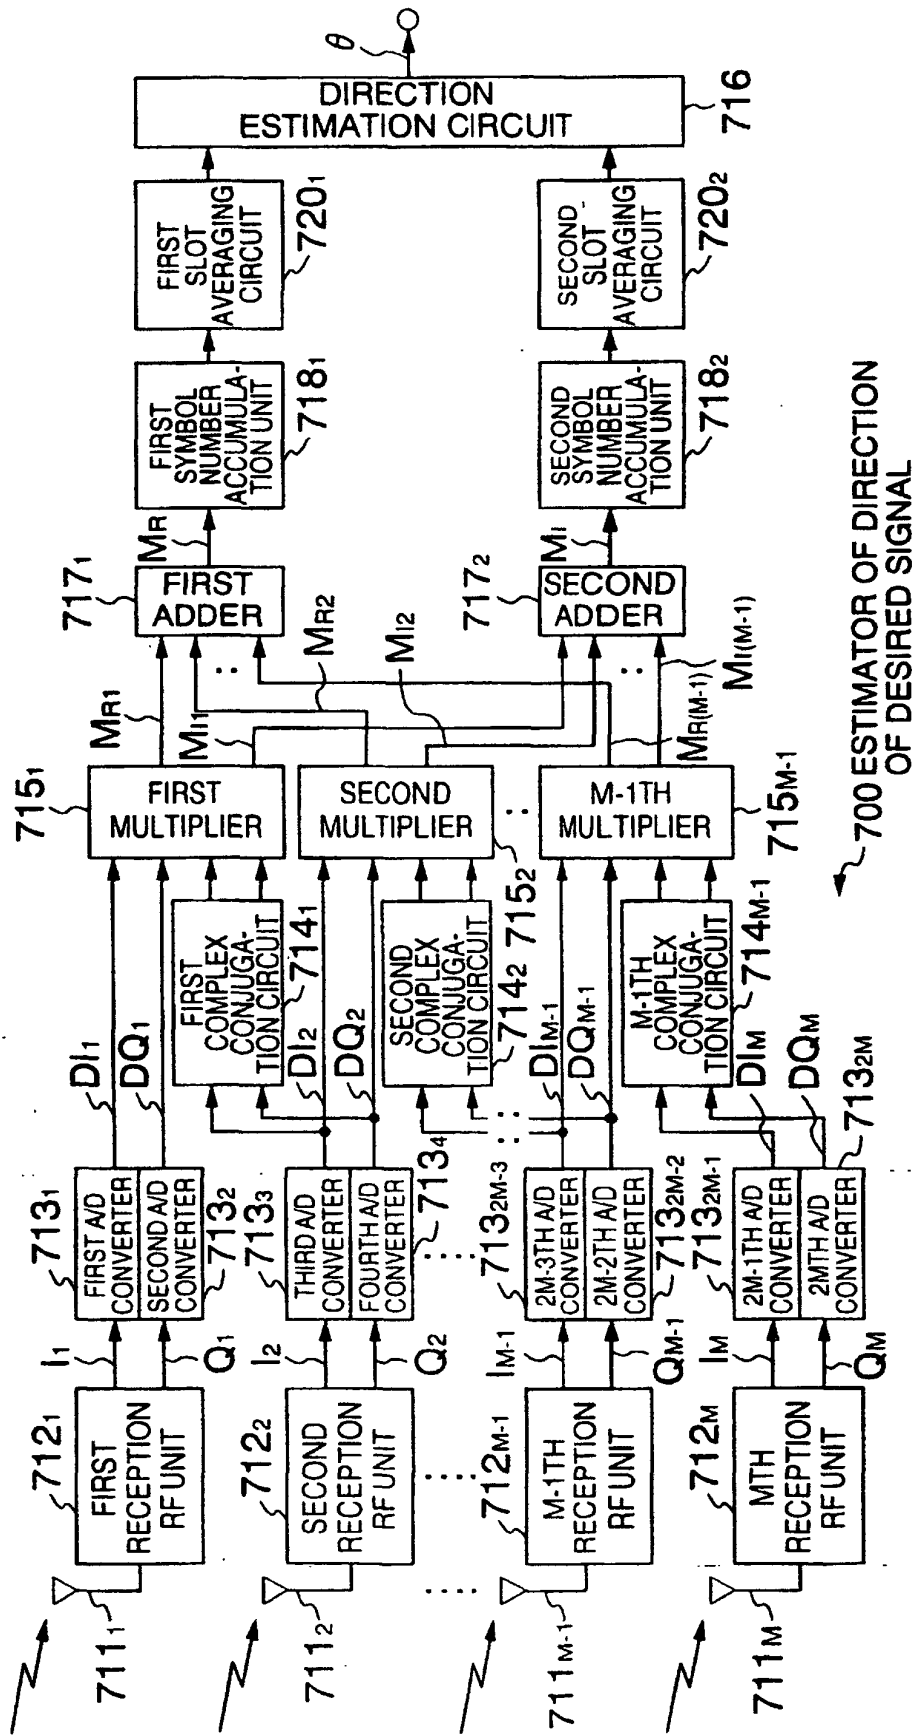 711₁
711₂
711M-1
711M
712₁
FIRST
RECEPTION
RF UNIT
712₂
SECOND
RECEPTION
RF UNIT
712M-1
M-1TH
RECEPTION
RF UNIT
712M
MTH
RECEPTION
RF UNIT
I₁
Q₁
I₂
Q₂
IM-1
QM-1
IM
QM
713₁
FIRST A/D
CONVERTER
SECOND A/D
CONVERTER
713₂
713₃
THIRD A/D
CONVERTER
FOURTH A/D
CONVERTER
713₄
713₂M-3
2M-3TH A/D
CONVERTER
2M-2TH A/D
CONVERTER
713₂M-2
713₂M-1
2M-1TH A/D
CONVERTER
2MTH A/D
CONVERTER
713₂M
DI₁
DQ₁
DI₂
DQ₂
DIM-1
DQM-1
DIM
DQM
FIRST
COMPLEX
CONJUGA-
TION CIRCUIT
714₁
SECOND
COMPLEX
CONJUGA-
TION CIRCUIT
714₂
M-1TH
COMPLEX
CONJUGA-
TION CIRCUIT
714M-1
715₁
FIRST
MULTIPLIER
SECOND
MULTIPLIER
715₂
M-1TH
MULTIPLIER
715M-1
MR1
MI1
MR2
MI2
MR(M-1)
MI(M-1)
717₁
FIRST
ADDER
717₂
SECOND
ADDER
MR
MI
FIRST
SYMBOL
NUMBER
ACCUMULA-
TION UNIT
718₁
SECOND
SYMBOL
NUMBER
ACCUMULA-
TION UNIT
718₂
FIRST
SLOT
AVERAGING
CIRCUIT
720₁
SECOND
SLOT
AVERAGING
CIRCUIT
720₂
DIRECTION
ESTIMATION CIRCUIT
716
θ
700 ESTIMATOR OF DIRECTION
OF DESIRED SIGNAL